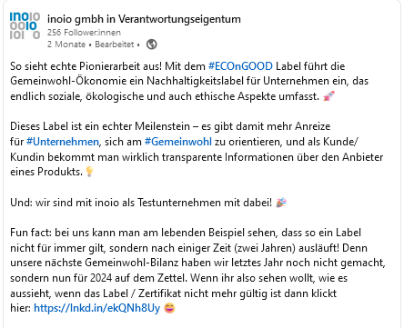 inoio
ooioo
ioioi
inoio gmbh in Verantwortungseigentum
256 Follower:innen
2 Monate • Bearbeitet •
So sieht echte Pionierarbeit aus! Mit dem #ECOnGOOD Label führt die
Gemeinwohl-Ökonomie ein Nachhaltigkeitslabel für Unternehmen ein, das
endlich soziale, ökologische und auch ethische Aspekte umfasst. 🚀
Dieses Label ist ein echter Meilenstein – es gibt damit mehr Anreize
für #Unternehmen, sich am #Gemeinwohl zu orientieren, und als Kunde/
Kundin bekommt man wirklich transparente Informationen über den Anbieter
eines Produkts.💡
Und: wir sind mit inoio als Testunternehmen mit dabei! 🎉
Fun fact: bei uns kann man am lebenden Beispiel sehen, dass so ein Label
nicht für immer gilt, sondern nach einiger Zeit (zwei Jahren) ausläuft! Denn
unsere nächste Gemeinwohl-Bilanz haben wir letztes Jahr noch nicht gemacht,
sondern nun für 2024 auf dem Zettel. Wenn ihr also sehen wollt, wie es
aussieht, wenn das Label / Zertifikat nicht mehr gültig ist dann klickt
hier: https://lnkd.in/ekQNh8Uy 😄